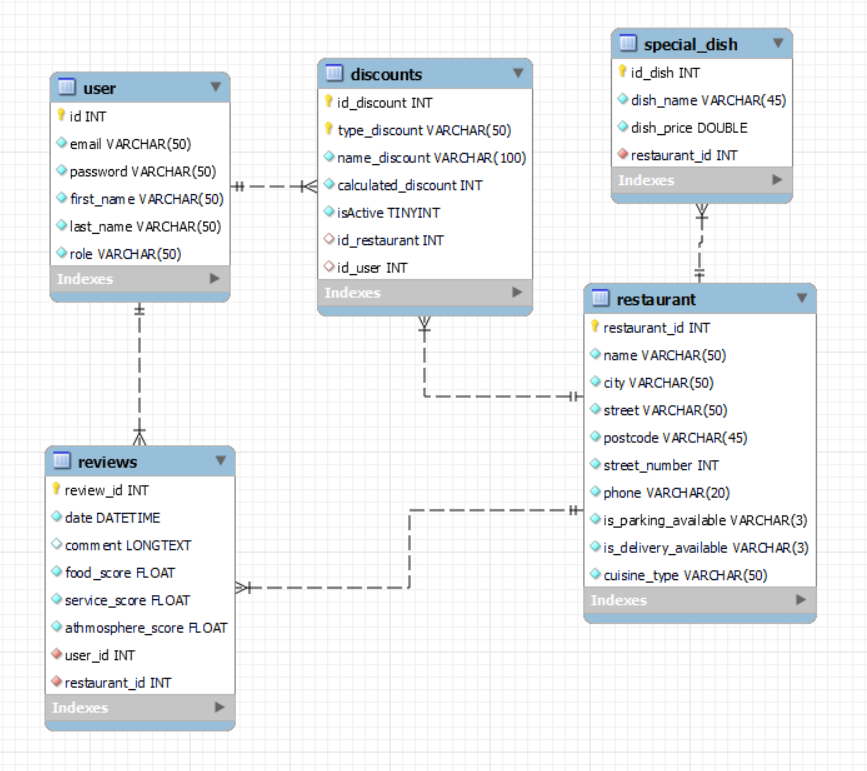 user
id INT
email VARCHAR(50)
password VARCHAR(50)
first_name VARCHAR(50)
last_name VARCHAR(50)
role VARCHAR(50)
Indexes
discounts
id_discount INT
type_discount VARCHAR(50)
name_discount VARCHAR(100)
calculated_discount INT
isActive TINYINT
id_restaurant INT
id_user INT
Indexes
special_dish
id_dish INT
dish_name VARCHAR(45)
dish_price DOUBLE
restaurant_id INT
Indexes
restaurant
restaurant_id INT
name VARCHAR(50)
city VARCHAR(50)
street VARCHAR(50)
postcode VARCHAR(45)
street_number INT
phone VARCHAR(20)
is_parking_available VARCHAR(3)
is_delivery_available VARCHAR(3)
cuisine_type VARCHAR(50)
Indexes
reviews
review_id INT
date DATETIME
comment LONGTEXT
food_score FLOAT
service_score FLOAT
athmosphere_score FLOAT
user_id INT
restaurant_id INT
Indexes